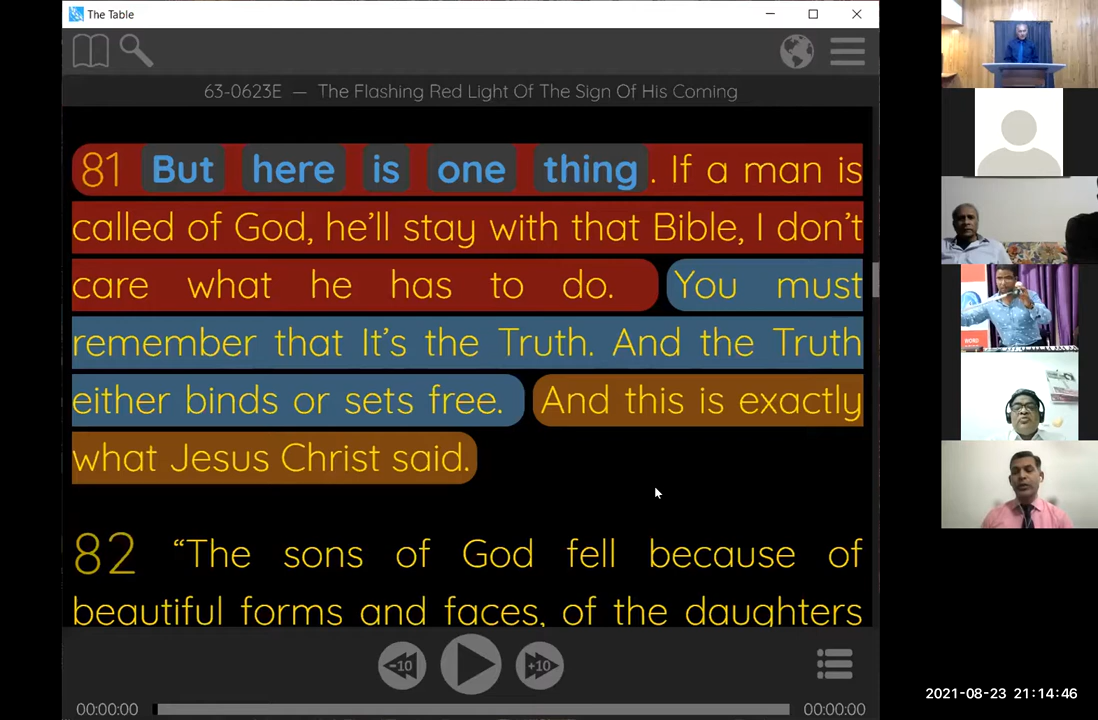 The Table
63-0623E — The Flashing Red Light Of The Sign Of His Coming
81 But here is one thing. If a man is
called of God, he’ll stay with that Bible, I don’t
care what he has to do. You must
remember that It’s the Truth. And the Truth
either binds or sets free. And this is exactly
what Jesus Christ said.
82 “The sons of God fell because of
beautiful forms and faces, of the daughters
-10 +10
00:00:00 00:00:00
WORD
2021-08-23 21:14:46